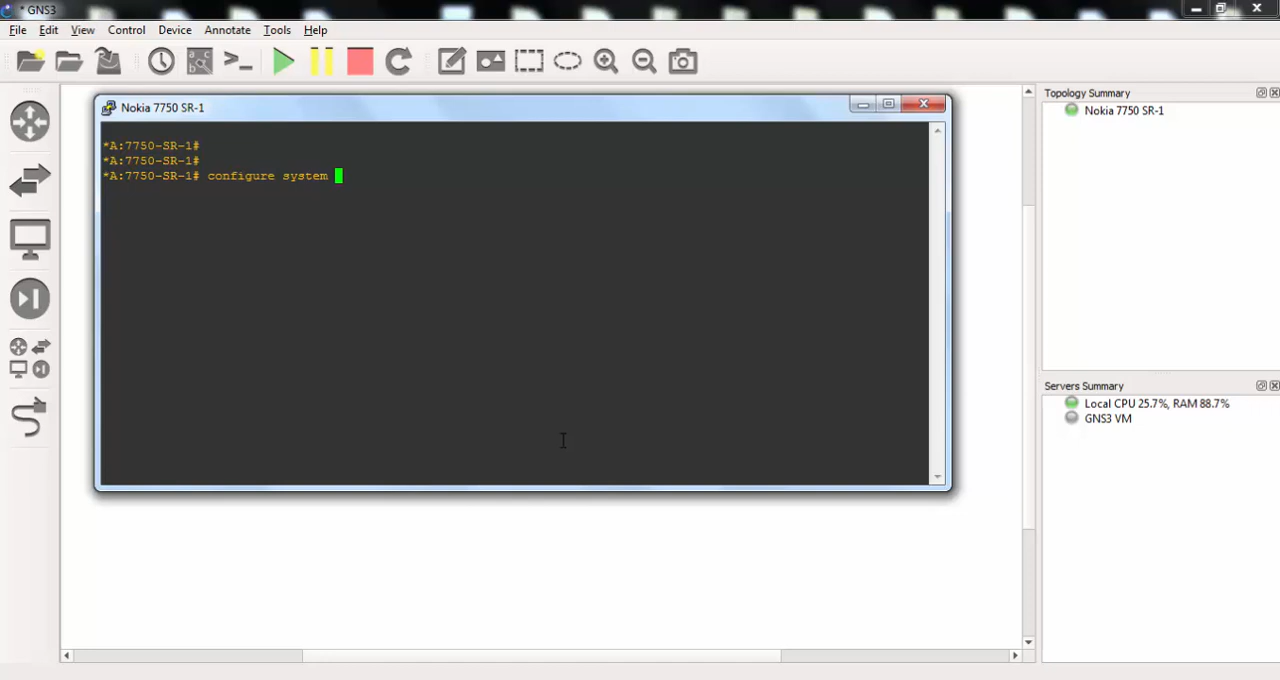 * GNS3
File Edit View Control Device Annotate Tools Help
Nokia 7750 SR-1
*A:7750-SR-1#
*A:7750-SR-1#
*A:7750-SR-1# configure system
Topology Summary
Nokia 7750 SR-1
Servers Summary
Local CPU 25.7%, RAM 88.7%
GNS3 VM